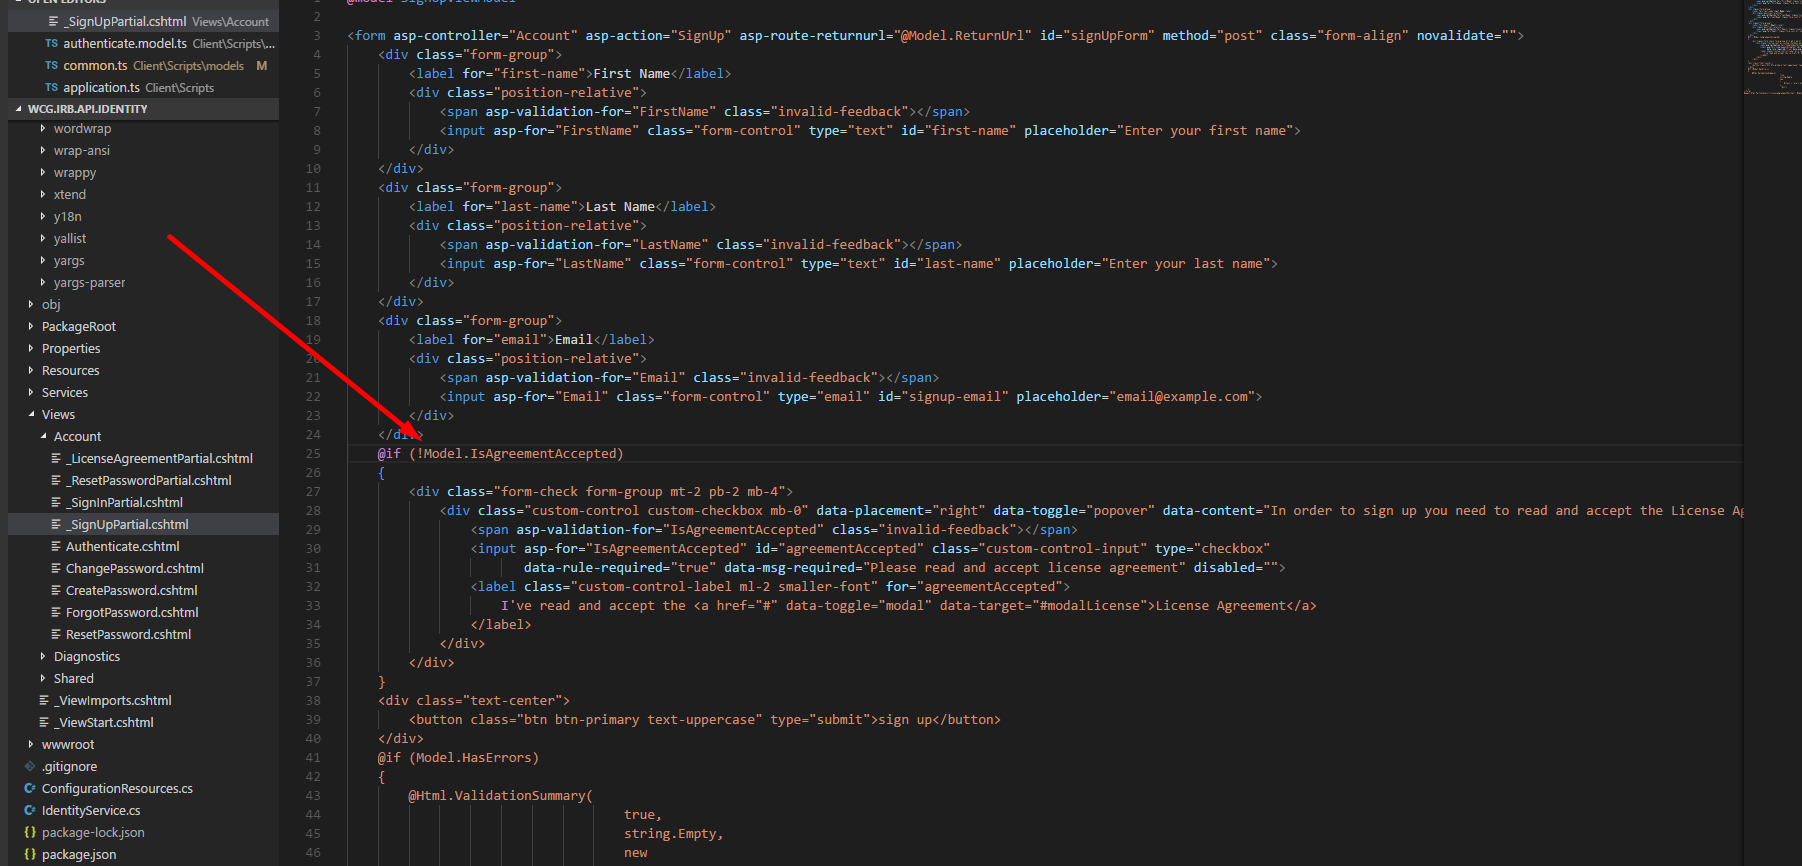 OPEN EDITORS
_SignUpPartial.cshtml Views\Account
TS authenticate.model.ts Client\Scripts\...
TS common.ts Client\Scripts\models M
TS application.ts Client\Scripts
WCG.IRB.API.IDENTITY
wordwrap
wrap-ansi
wrappy
xtend
y18n
yallist
yargs
yargs-parser
obj
PackageRoot
Properties
Resources
Services
Views
Account
_LicenseAgreementPartial.cshtml
_ResetPasswordPartial.cshtml
_SignInPartial.cshtml
_SignUpPartial.cshtml
Authenticate.cshtml
ChangePassword.cshtml
CreatePassword.cshtml
ForgotPassword.cshtml
ResetPassword.cshtml
Diagnostics
Shared
_ViewImports.cshtml
_ViewStart.cshtml
wwwroot
.gitignore
C# ConfigurationResources.cs
C# IdentityService.cs
{} package-lock.json
{} package.json
1 @model SignUpViewModel
2
3 <form asp-controller="Account" asp-action="SignUp" asp-route-returnurl="@Model.ReturnUrl" id="signUpForm" method="post" class="form-align" novalidate="">
4 <div class="form-group">
5 <label for="first-name">First Name</label>
6 <div class="position-relative">
7 <span asp-validation-for="FirstName" class="invalid-feedback"></span>
8 <input asp-for="FirstName" class="form-control" type="text" id="first-name" placeholder="Enter your first name">
9 </div>
10 </div>
11 <div class="form-group">
12 <label for="last-name">Last Name</label>
13 <div class="position-relative">
14 <span asp-validation-for="LastName" class="invalid-feedback"></span>
15 <input asp-for="LastName" class="form-control" type="text" id="last-name" placeholder="Enter your last name">
16 </div>
17 </div>
18 <div class="form-group">
19 <label for="email">Email</label>
20 <div class="position-relative">
21 <span asp-validation-for="Email" class="invalid-feedback"></span>
22 <input asp-for="Email" class="form-control" type="email" id="signup-email" placeholder="email@example.com">
23 </div>
24 </div>
25 @if (!Model.IsAgreementAccepted)
26 {
27 <div class="form-check form-group mt-2 pb-2 mb-4">
28 <div class="custom-control custom-checkbox mb-0" data-placement="right" data-toggle="popover" data-content="In order to sign up you need to read and accept the License Ag
29 <span asp-validation-for="IsAgreementAccepted" class="invalid-feedback"></span>
30 <input asp-for="IsAgreementAccepted" id="agreementAccepted" class="custom-control-input" type="checkbox"
31 data-rule-required="true" data-msg-required="Please read and accept license agreement" disabled="">
32 <label class="custom-control-label ml-2 smaller-font" for="agreementAccepted">
33 I've read and accept the <a href="#" data-toggle="modal" data-target="#modalLicense">License Agreement</a>
34 </label>
35 </div>
36 </div>
37 }
38 <div class="text-center">
39 <button class="btn btn-primary text-uppercase" type="submit">sign up</button>
40 </div>
41 @if (Model.HasErrors)
42 {
43 @Html.ValidationSummary(
44 true,
45 string.Empty,
46 new